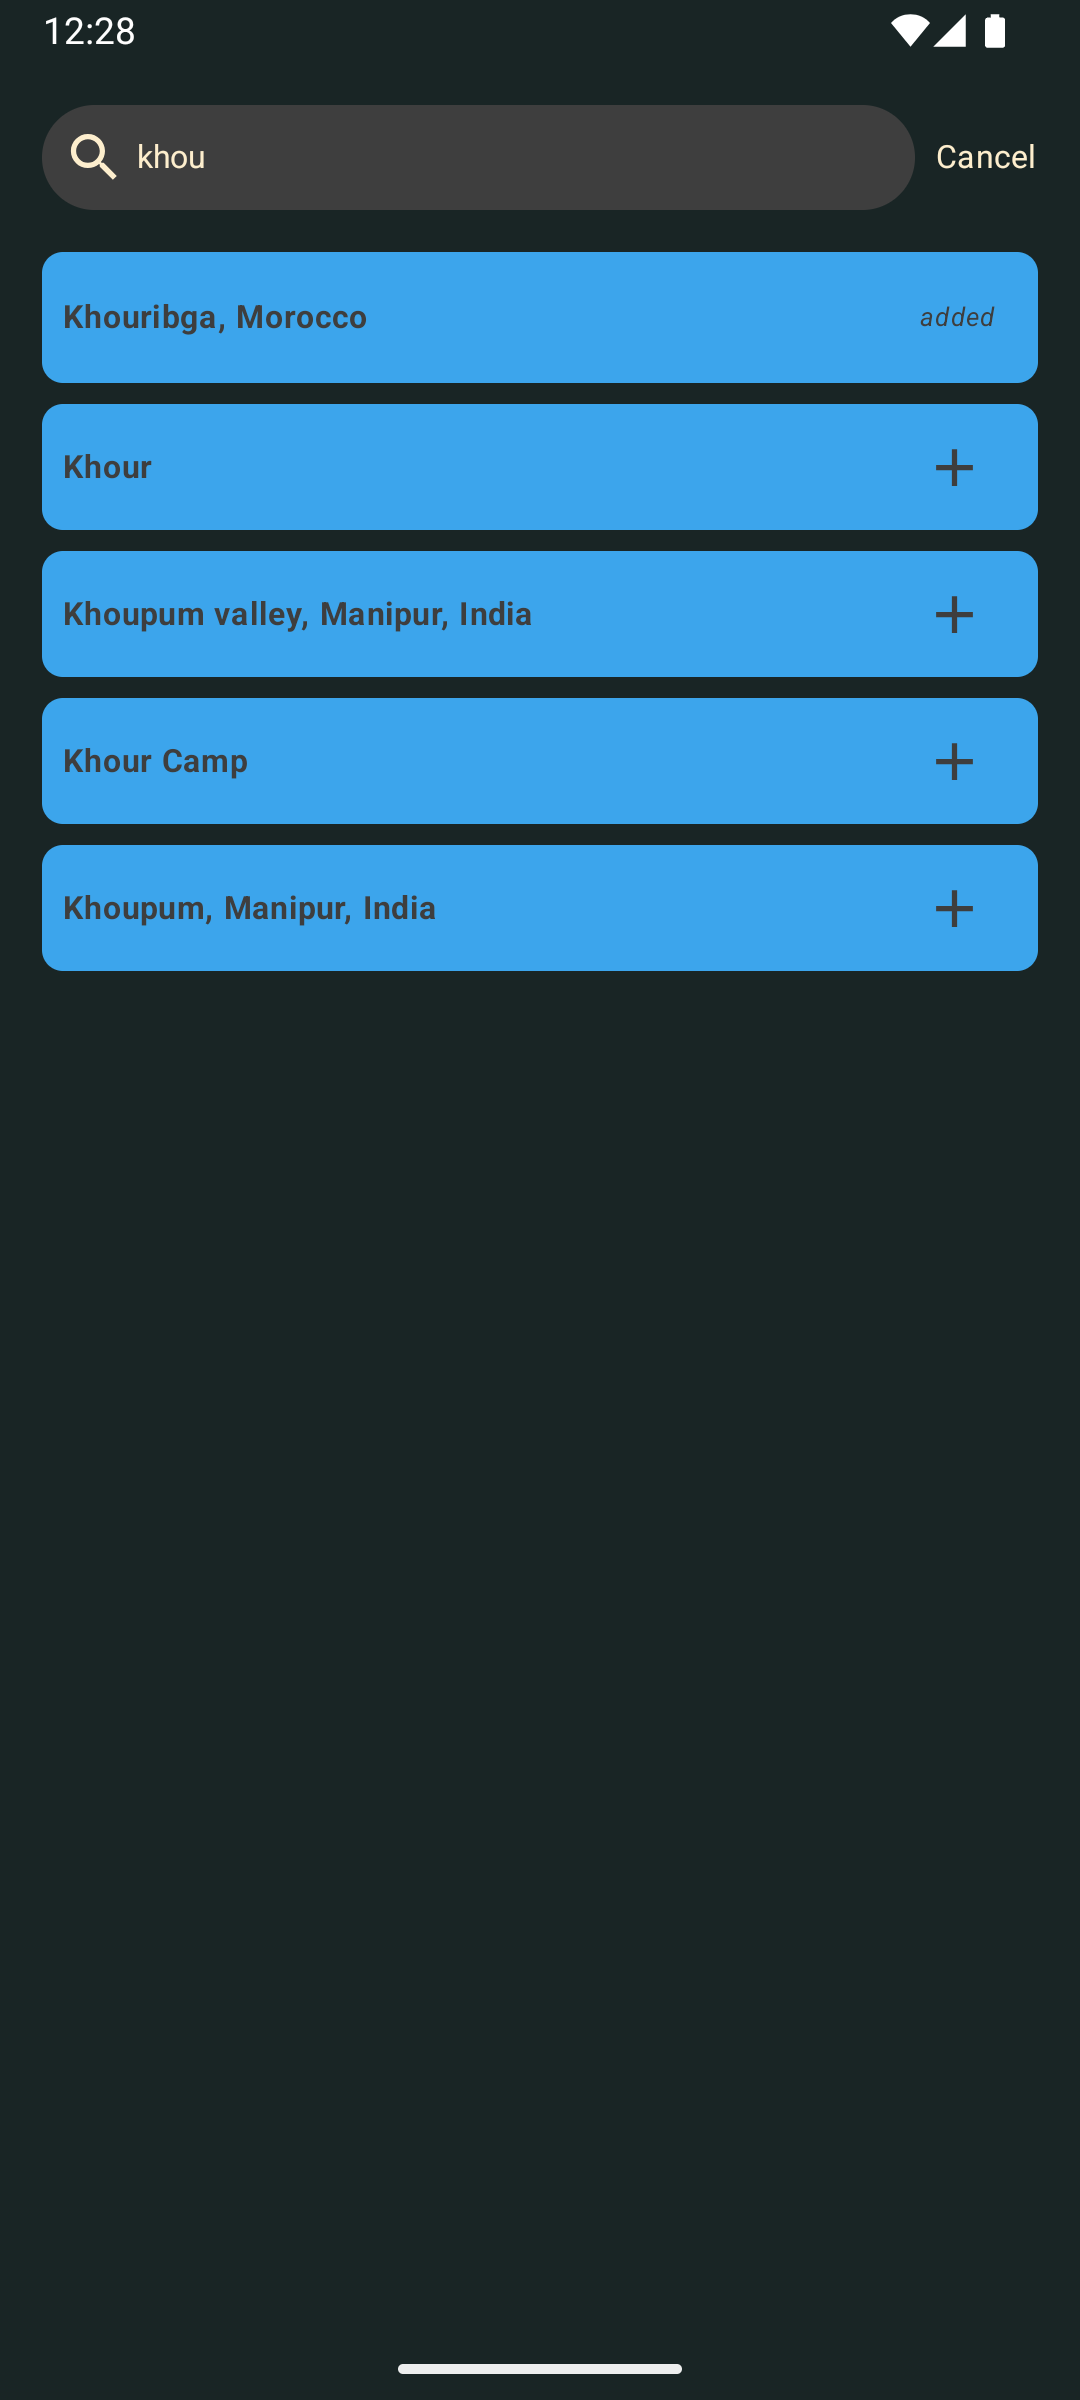 12:28
khou
Cancel
Khouribga, Morocco
added
Khour
Khoupum valley, Manipur, India
Khour Camp
Khoupum, Manipur, India